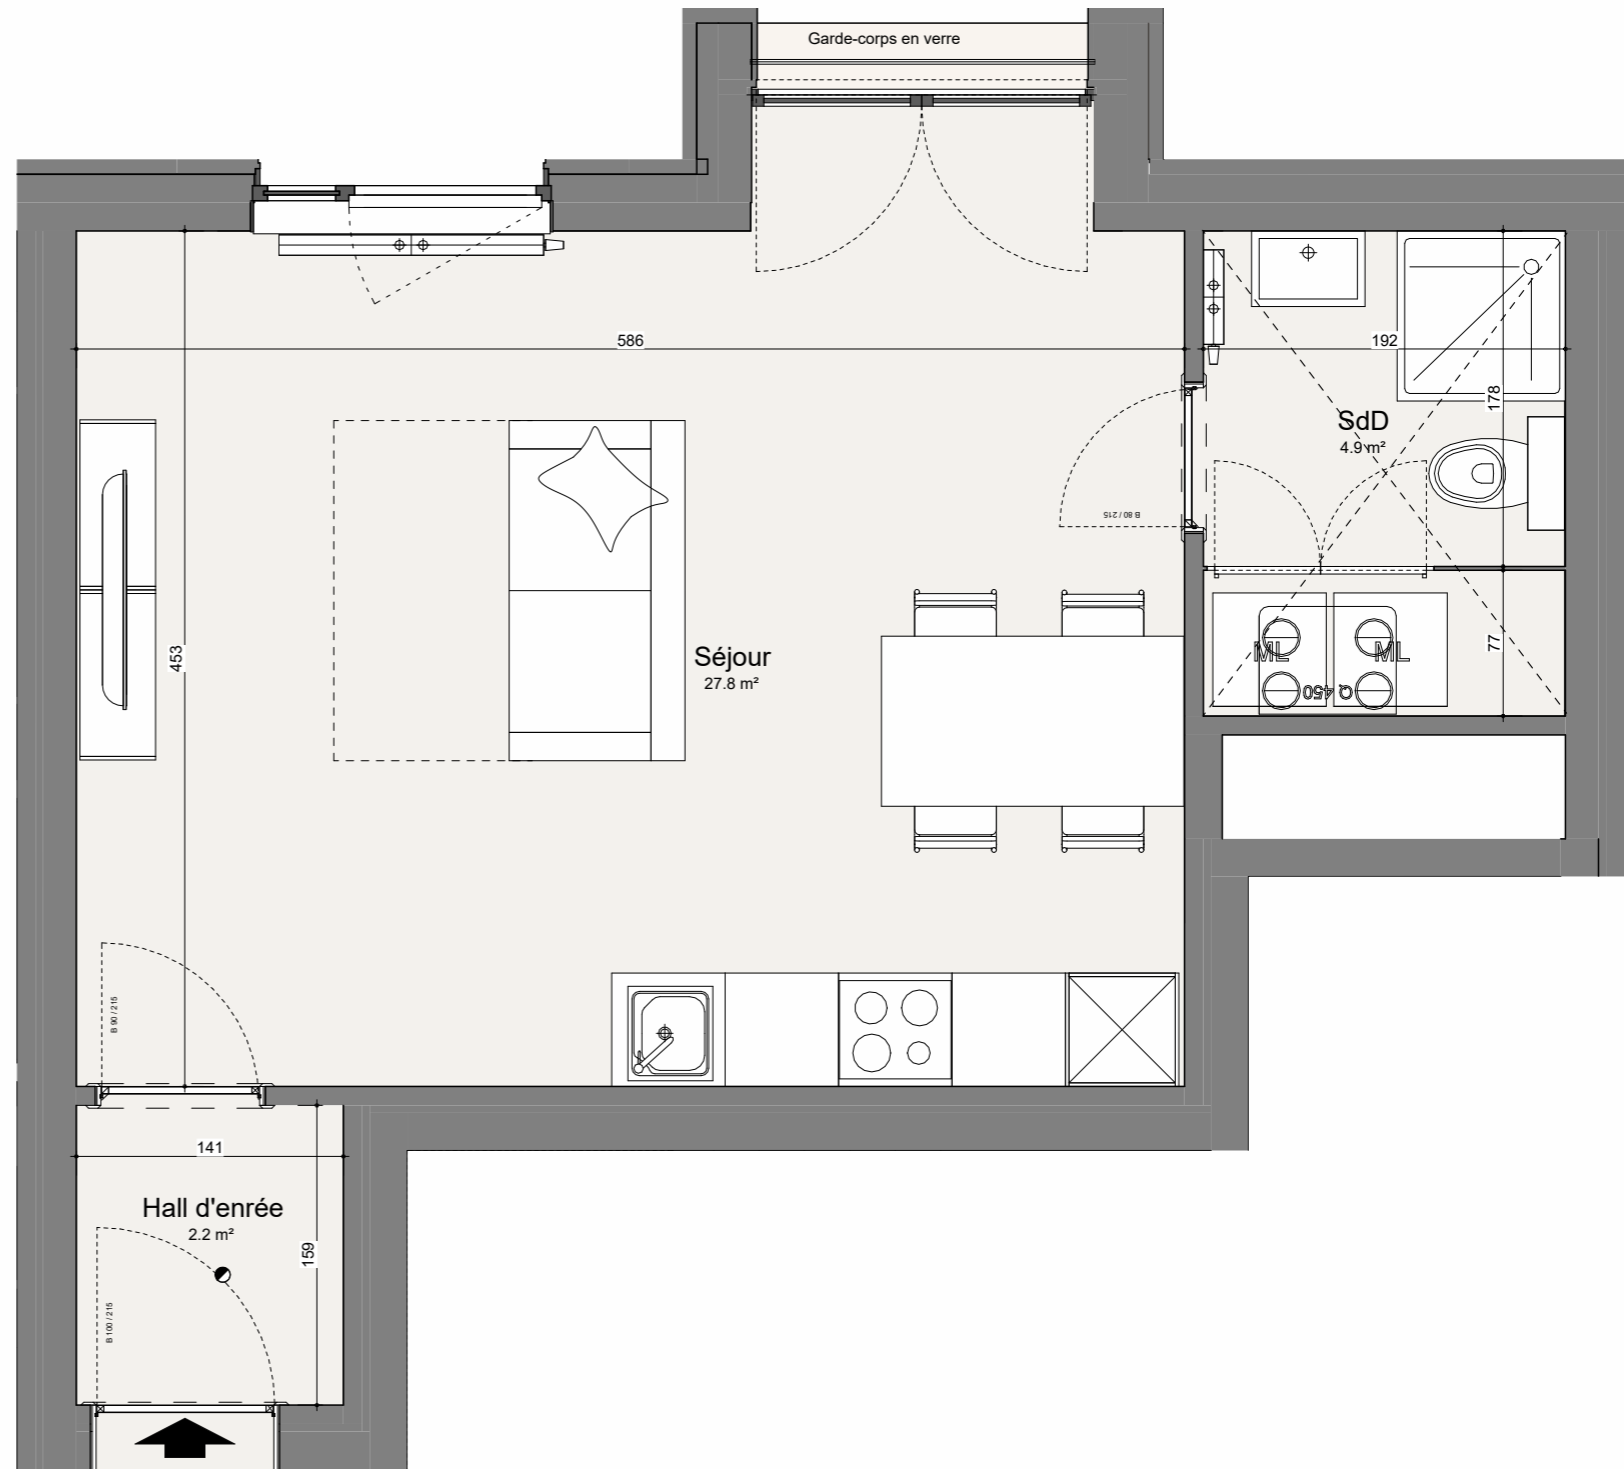 Garde-corps en verre
586
192
178
SdD
4.9 m²
B 80 / 215
453
Séjour
27.8 m²
77
ML
ML
Q 450
B 90 / 215
141
Hall d'enrée
2.2 m²
159
B 100 / 215